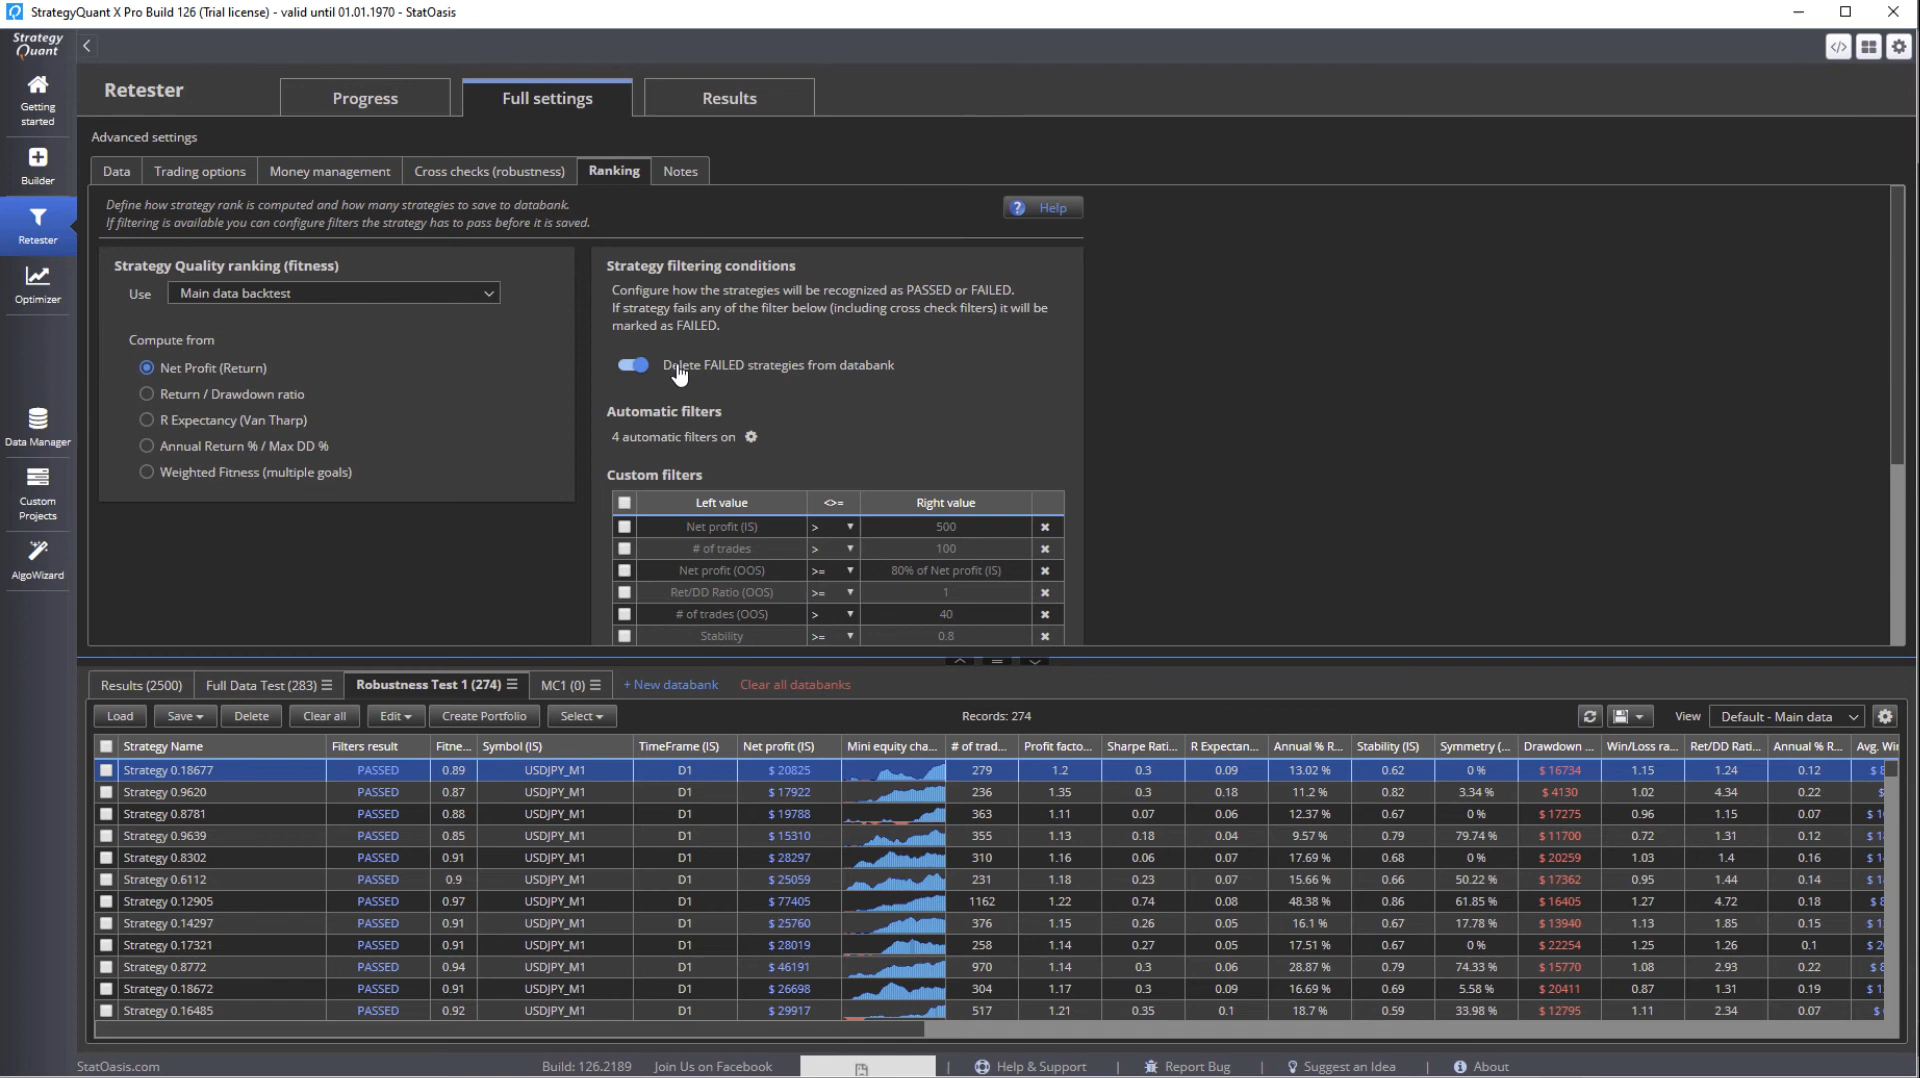 StrategyQuant X Pro Build 126 (Trial license) - valid until 01.01.1970 - StatOasis
Strategy
Quant
Getting
started
Builder
Retester
Optimizer
Data Manager
Custom
Projects
AlgoWizard
Retester
Progress
Full settings
Results
Advanced settings
Data
Trading options
Money management
Cross checks (robustness)
Ranking
Notes
Define how strategy rank is computed and how many strategies to save to databank.
If filtering is available you can configure filters the strategy has to pass before it is saved.
? Help
Strategy Quality ranking (fitness)
Use Main data backtest
Compute from
Net Profit (Return)
Return / Drawdown ratio
R Expectancy (Van Tharp)
Annual Return % / Max DD %
Weighted Fitness (multiple goals)
Strategy filtering conditions
Configure how the strategies will be recognized as PASSED or FAILED.
If strategy fails any of the filter below (including cross check filters) it will be
marked as FAILED.
Delete FAILED strategies from databank
Automatic filters
4 automatic filters on
Custom filters
Left value <>= Right value
Net profit (IS) > 500
# of trades > 100
Net profit (OOS) >= 80% of Net profit (IS)
Ret/DD Ratio (OOS) >= 1
# of trades (OOS) > 40
Stability >= 0.8
Results (2500) Full Data Test (283) Robustness Test 1 (274) MC1 (0) + New databank Clear all databanks
Load Save Delete Clear all Edit Create Portfolio Select Records: 274 View Default - Main data
Strategy Name Filters result Fitne... Symbol (IS) TimeFrame (IS) Net profit (IS) Mini equity cha... # of trad... Profit facto... Sharpe Rati... R Expectan... Annual % R... Stability (IS) Symmetry (... Drawdown ... Win/Loss ra... Ret/DD Rati... Annual % R... Avg. Wi
Strategy 0.18677 PASSED 0.89 USDJPY_M1 D1 $ 20825 279 1.2 0.3 0.09 13.02 % 0.62 0 % $ 16734 1.15 1.24 0.12 $ 8
Strategy 0.9620 PASSED 0.87 USDJPY_M1 D1 $ 17922 236 1.35 0.3 0.18 11.2 % 0.82 3.34 % $ 4130 1.02 4.34 0.22 $
Strategy 0.8781 PASSED 0.88 USDJPY_M1 D1 $ 19788 363 1.11 0.07 0.06 12.37 % 0.67 0 % $ 17275 0.96 1.15 0.07 $ 1
Strategy 0.9639 PASSED 0.85 USDJPY_M1 D1 $ 15310 355 1.13 0.18 0.04 9.57 % 0.79 79.74 % $ 11700 0.72 1.31 0.12 $ 1
Strategy 0.8302 PASSED 0.91 USDJPY_M1 D1 $ 28297 310 1.16 0.06 0.07 17.69 % 0.68 0 % $ 20259 1.03 1.4 0.16 $ 1
Strategy 0.6112 PASSED 0.9 USDJPY_M1 D1 $ 25059 231 1.18 0.23 0.07 15.66 % 0.66 50.22 % $ 17362 0.95 1.44 0.14 $ 1
Strategy 0.12905 PASSED 0.97 USDJPY_M1 D1 $ 77405 1162 1.22 0.74 0.08 48.38 % 0.86 61.85 % $ 16405 1.27 4.72 0.18 $ 8
Strategy 0.14297 PASSED 0.91 USDJPY_M1 D1 $ 25760 376 1.15 0.26 0.05 16.1 % 0.67 17.78 % $ 13940 1.13 1.85 0.15 $
Strategy 0.17321 PASSED 0.91 USDJPY_M1 D1 $ 28019 258 1.14 0.27 0.05 17.51 % 0.67 0 % $ 22254 1.25 1.26 0.1 $ 2
Strategy 0.8772 PASSED 0.94 USDJPY_M1 D1 $ 46191 970 1.14 0.3 0.06 28.87 % 0.79 74.33 % $ 15770 1.08 2.93 0.22 $ 8
Strategy 0.18672 PASSED 0.91 USDJPY_M1 D1 $ 26698 304 1.17 0.3 0.09 16.69 % 0.69 5.58 % $ 20411 0.87 1.31 0.19 $ 1
Strategy 0.16485 PASSED 0.92 USDJPY_M1 D1 $ 29917 517 1.21 0.35 0.1 18.7 % 0.59 33.98 % $ 12795 1.11 2.34 0.07 $
StatOasis.com Build: 126.2189 Join Us on Facebook Help & Support Report Bug Suggest an Idea About